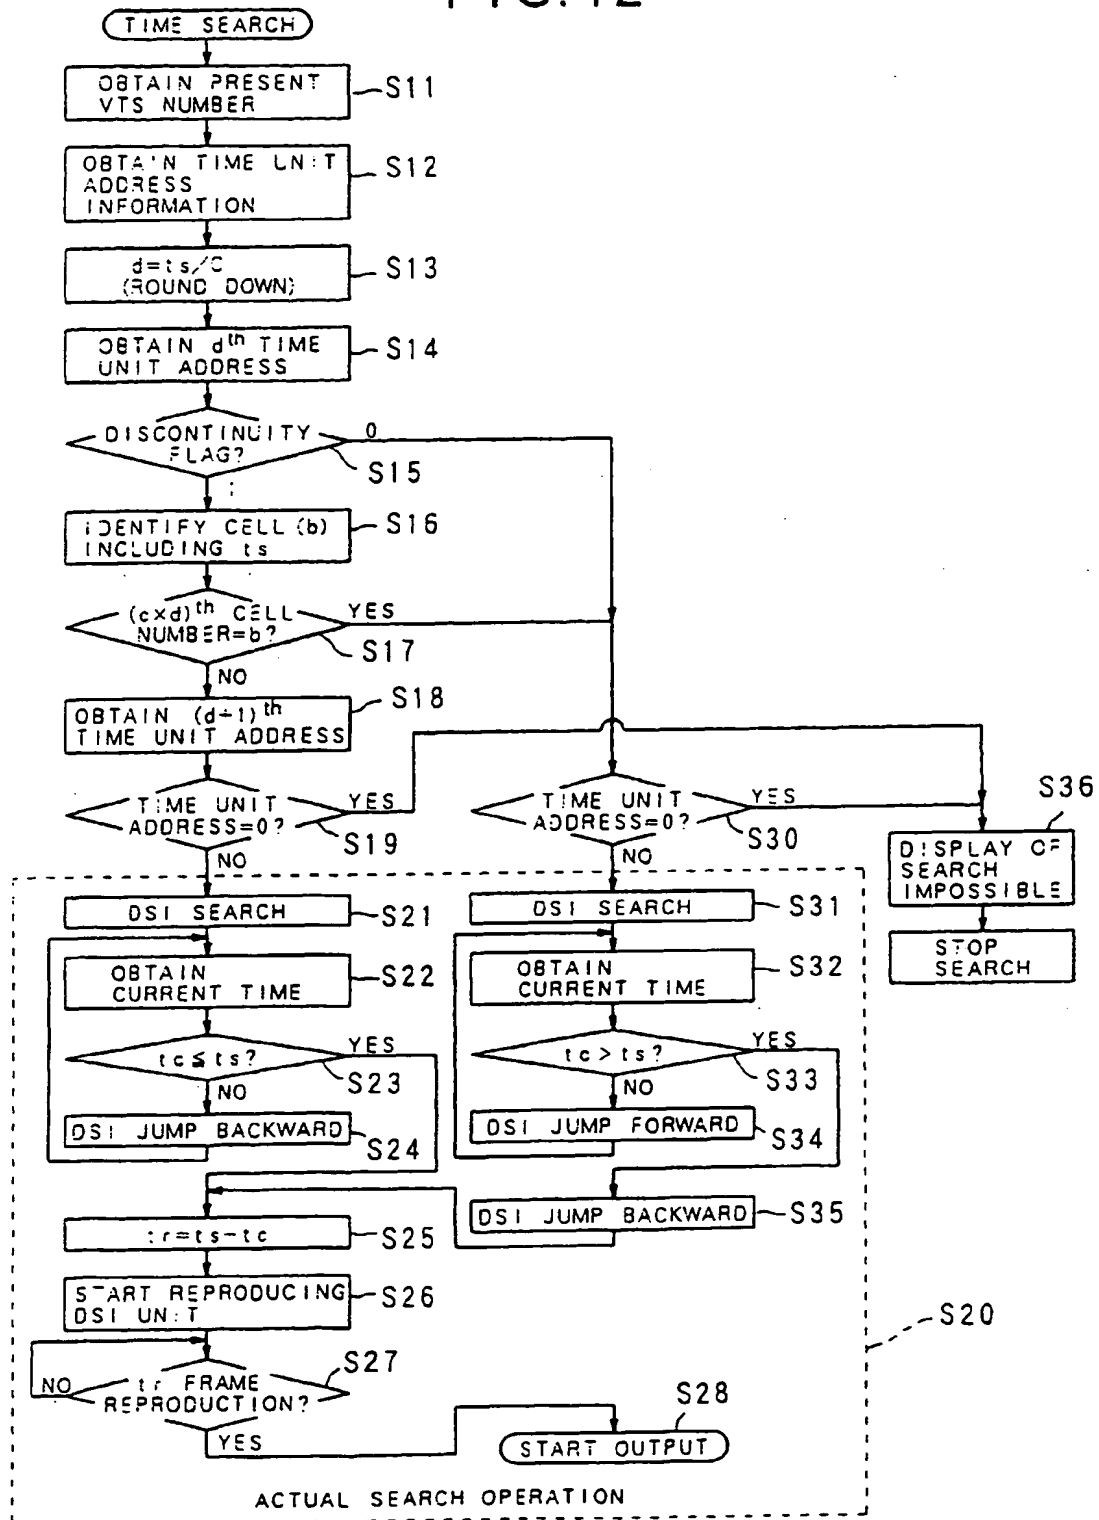 FIG. 12
TIME SEARCH
OBTAIN PRESENT
VTS NUMBER
S11
OBTAIN TIME UNIT
ADDRESS
INFORMATION
S12
d=ts/C
(ROUND DOWN)
S13
OBTAIN dth TIME
UNIT ADDRESS
S14
DISCONTINUITY
FLAG?
0
S15
IDENTIFY CELL (b)
INCLUDING ts
S16
(c×d)th CELL
NUMBER=b?
YES
S17
NO
OBTAIN (d+1)th
TIME UNIT ADDRESS
S18
TIME UNIT
ADDRESS=0?
YES
S19
NO
TIME UNIT
ADDRESS=0?
YES
S30
NO
S36
DISPLAY OF
SEARCH
IMPOSSIBLE
STOP
SEARCH
DSI SEARCH
S21
DSI SEARCH
S31
OBTAIN
CURRENT TIME
S22
OBTAIN
CURRENT TIME
S32
tc≦ts?
YES
S23
NO
tc>ts?
YES
S33
NO
DSI JUMP BACKWARD
S24
DSI JUMP FORWARD
S34
DSI JUMP BACKWARD
S35
tr=ts-tc
S25
START REPRODUCING
DSI UNIT
S26
S20
tr FRAME
REPRODUCTION?
S27
NO
YES
S28
START OUTPUT
ACTUAL SEARCH OPERATION